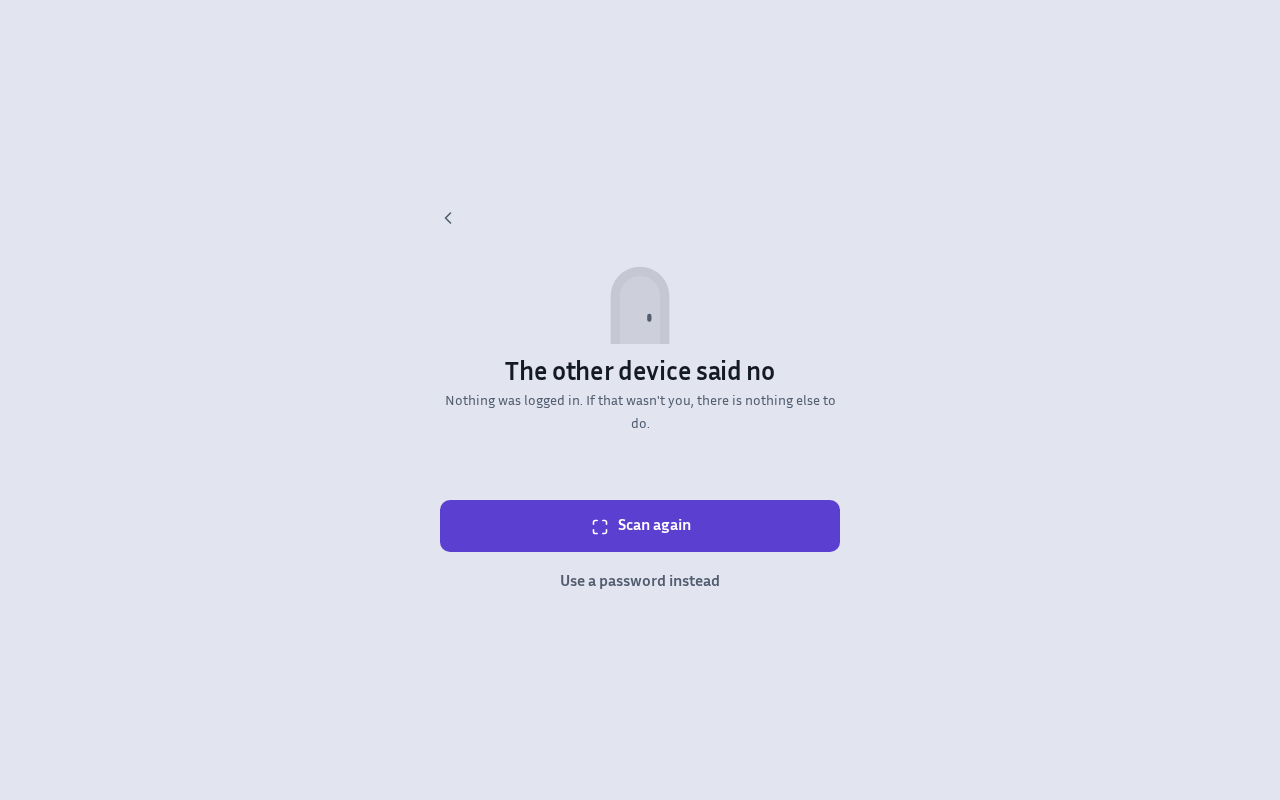 The other device said no
Nothing was logged in. If that wasn't you, there is nothing else to
do.
Scan again
Use a password instead